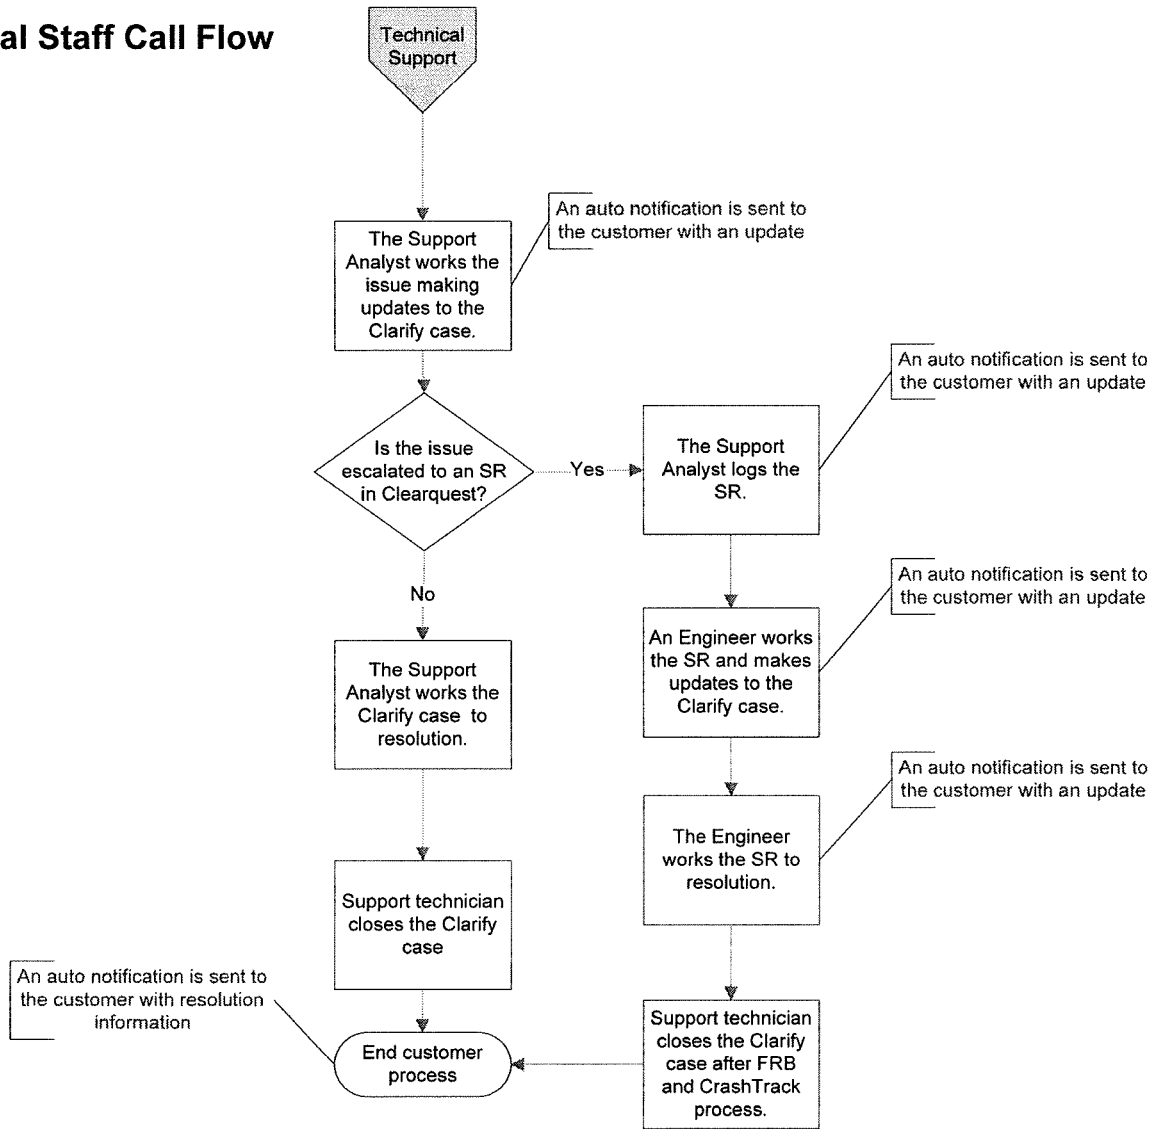 al Staff Call Flow
Technical
Support
An auto notification is sent to
the customer with an update
The Support
Analyst works the
issue making
updates to the
Clarify case.
An auto notification is sent to
the customer with an update
Is the issue
escalated to an SR
in Clearquest?
Yes
The Support
Analyst logs the
SR.
No
An auto notification is sent to
the customer with an update
An Engineer works
the SR and makes
updates to the
Clarify case.
The Support
Analyst works the
Clarify case to
resolution.
An auto notification is sent to
the customer with an update
The Engineer
works the SR to
resolution.
Support technician
closes the Clarify
case
An auto notification is sent to
the customer with resolution
information
End customer
process
Support technician
closes the Clarify
case after FRB
and CrashTrack
process.